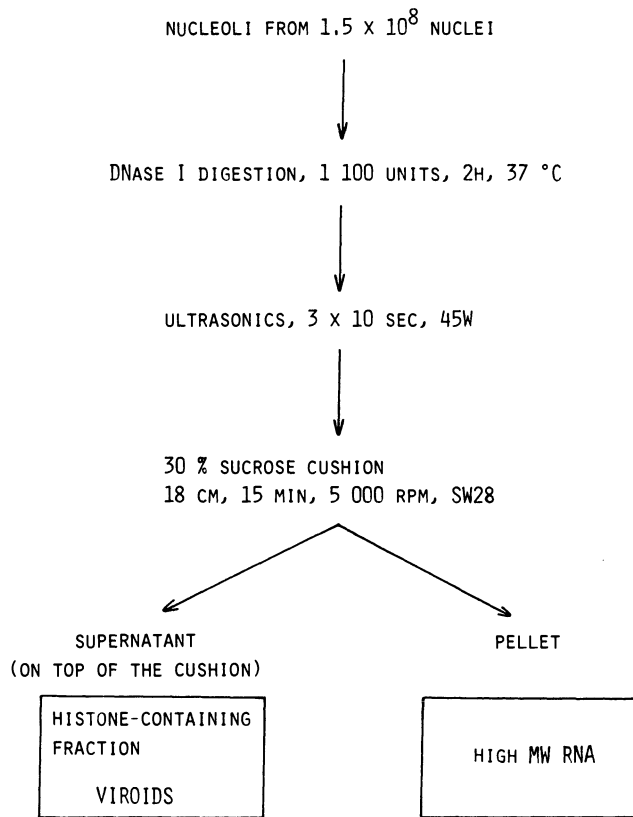 NUCLEOLI FROM 1.5 X 10⁸ NUCLEI
DNASE I DIGESTION, 1 100 UNITS, 2H, 37 °C
ULTRASONICS, 3 X 10 SEC, 45W
30 % SUCROSE CUSHION
18 CM, 15 MIN, 5 000 RPM, SW28
SUPERNATANT
(ON TOP OF THE CUSHION)
HISTONE-CONTAINING
FRACTION
VIROIDS
PELLET
HIGH MW RNA